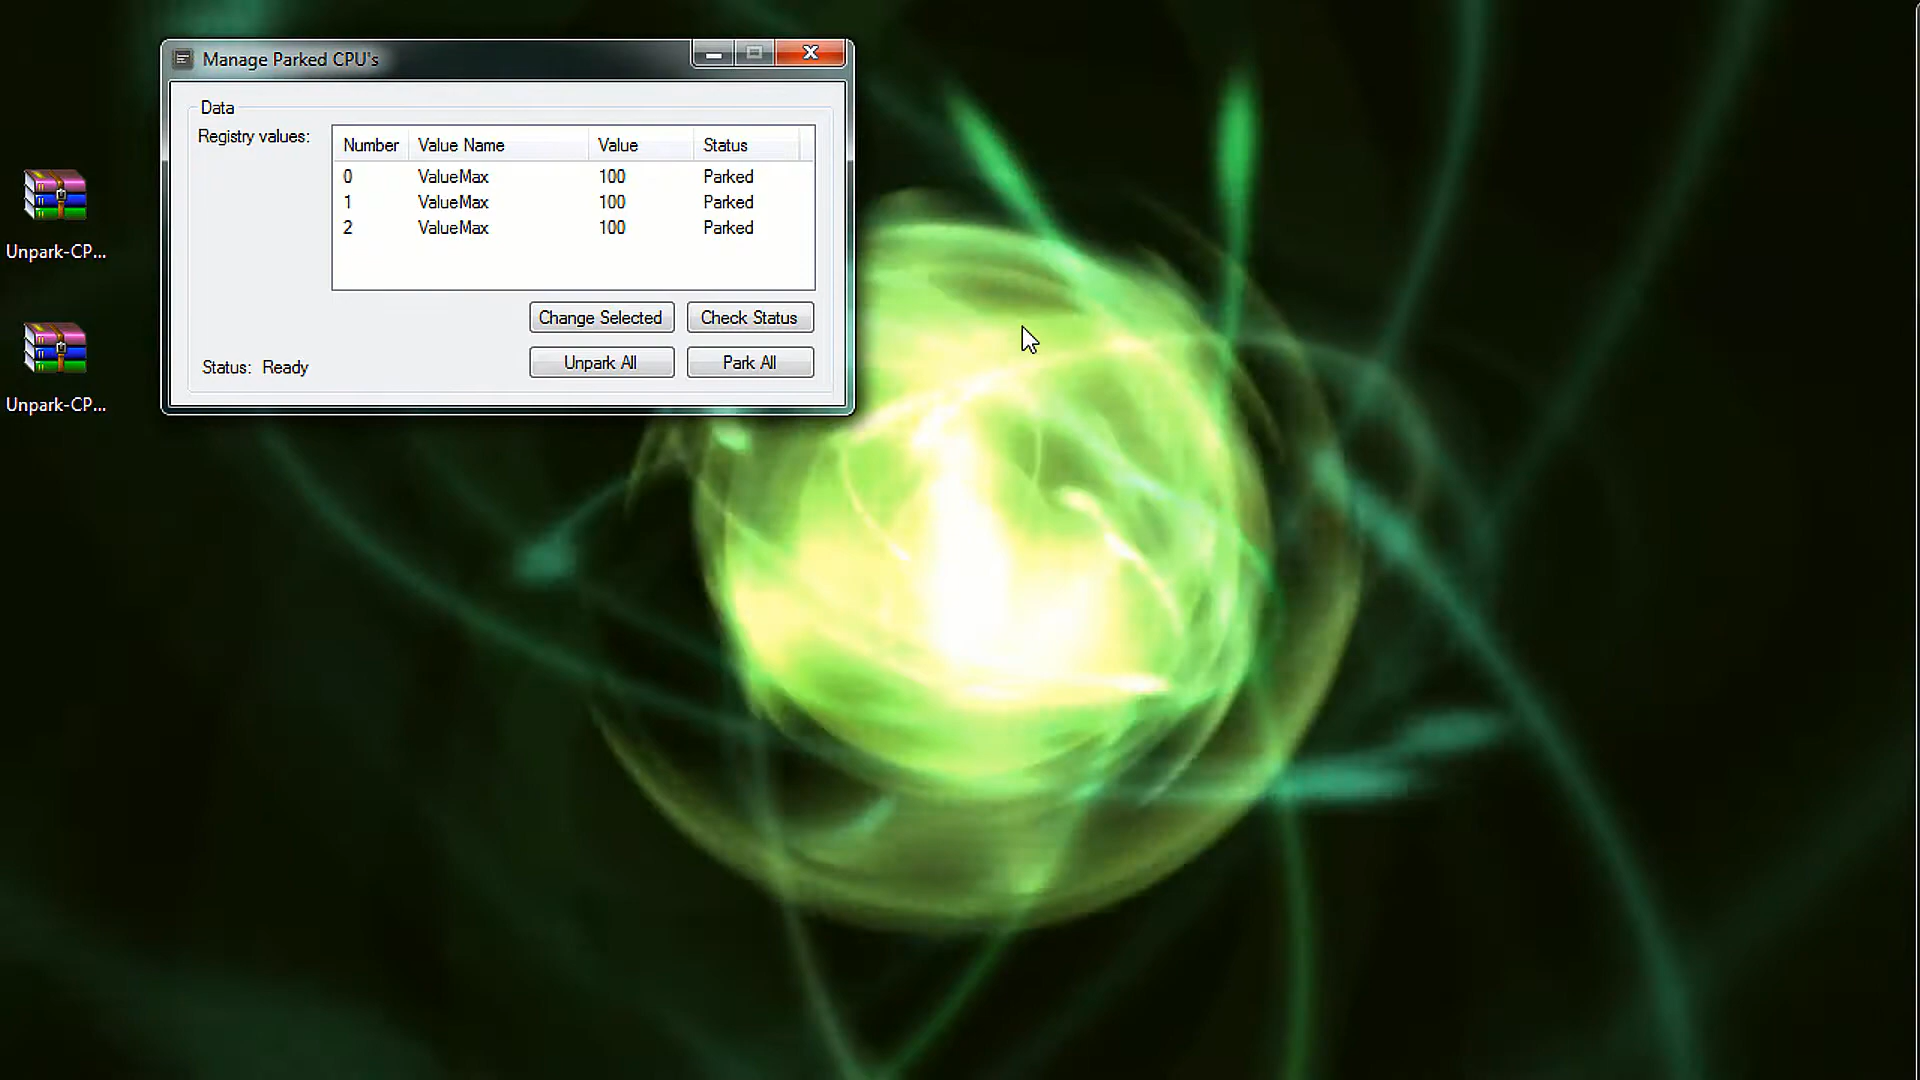 Manage Parked CPU's
Data
Registry values:
Number Value Name Value Status
0 ValueMax 100 Parked
1 ValueMax 100 Parked
2 ValueMax 100 Parked
Change Selected Check Status
Status: Ready Unpark All Park All
Unpark-CP...
Unpark-CP...